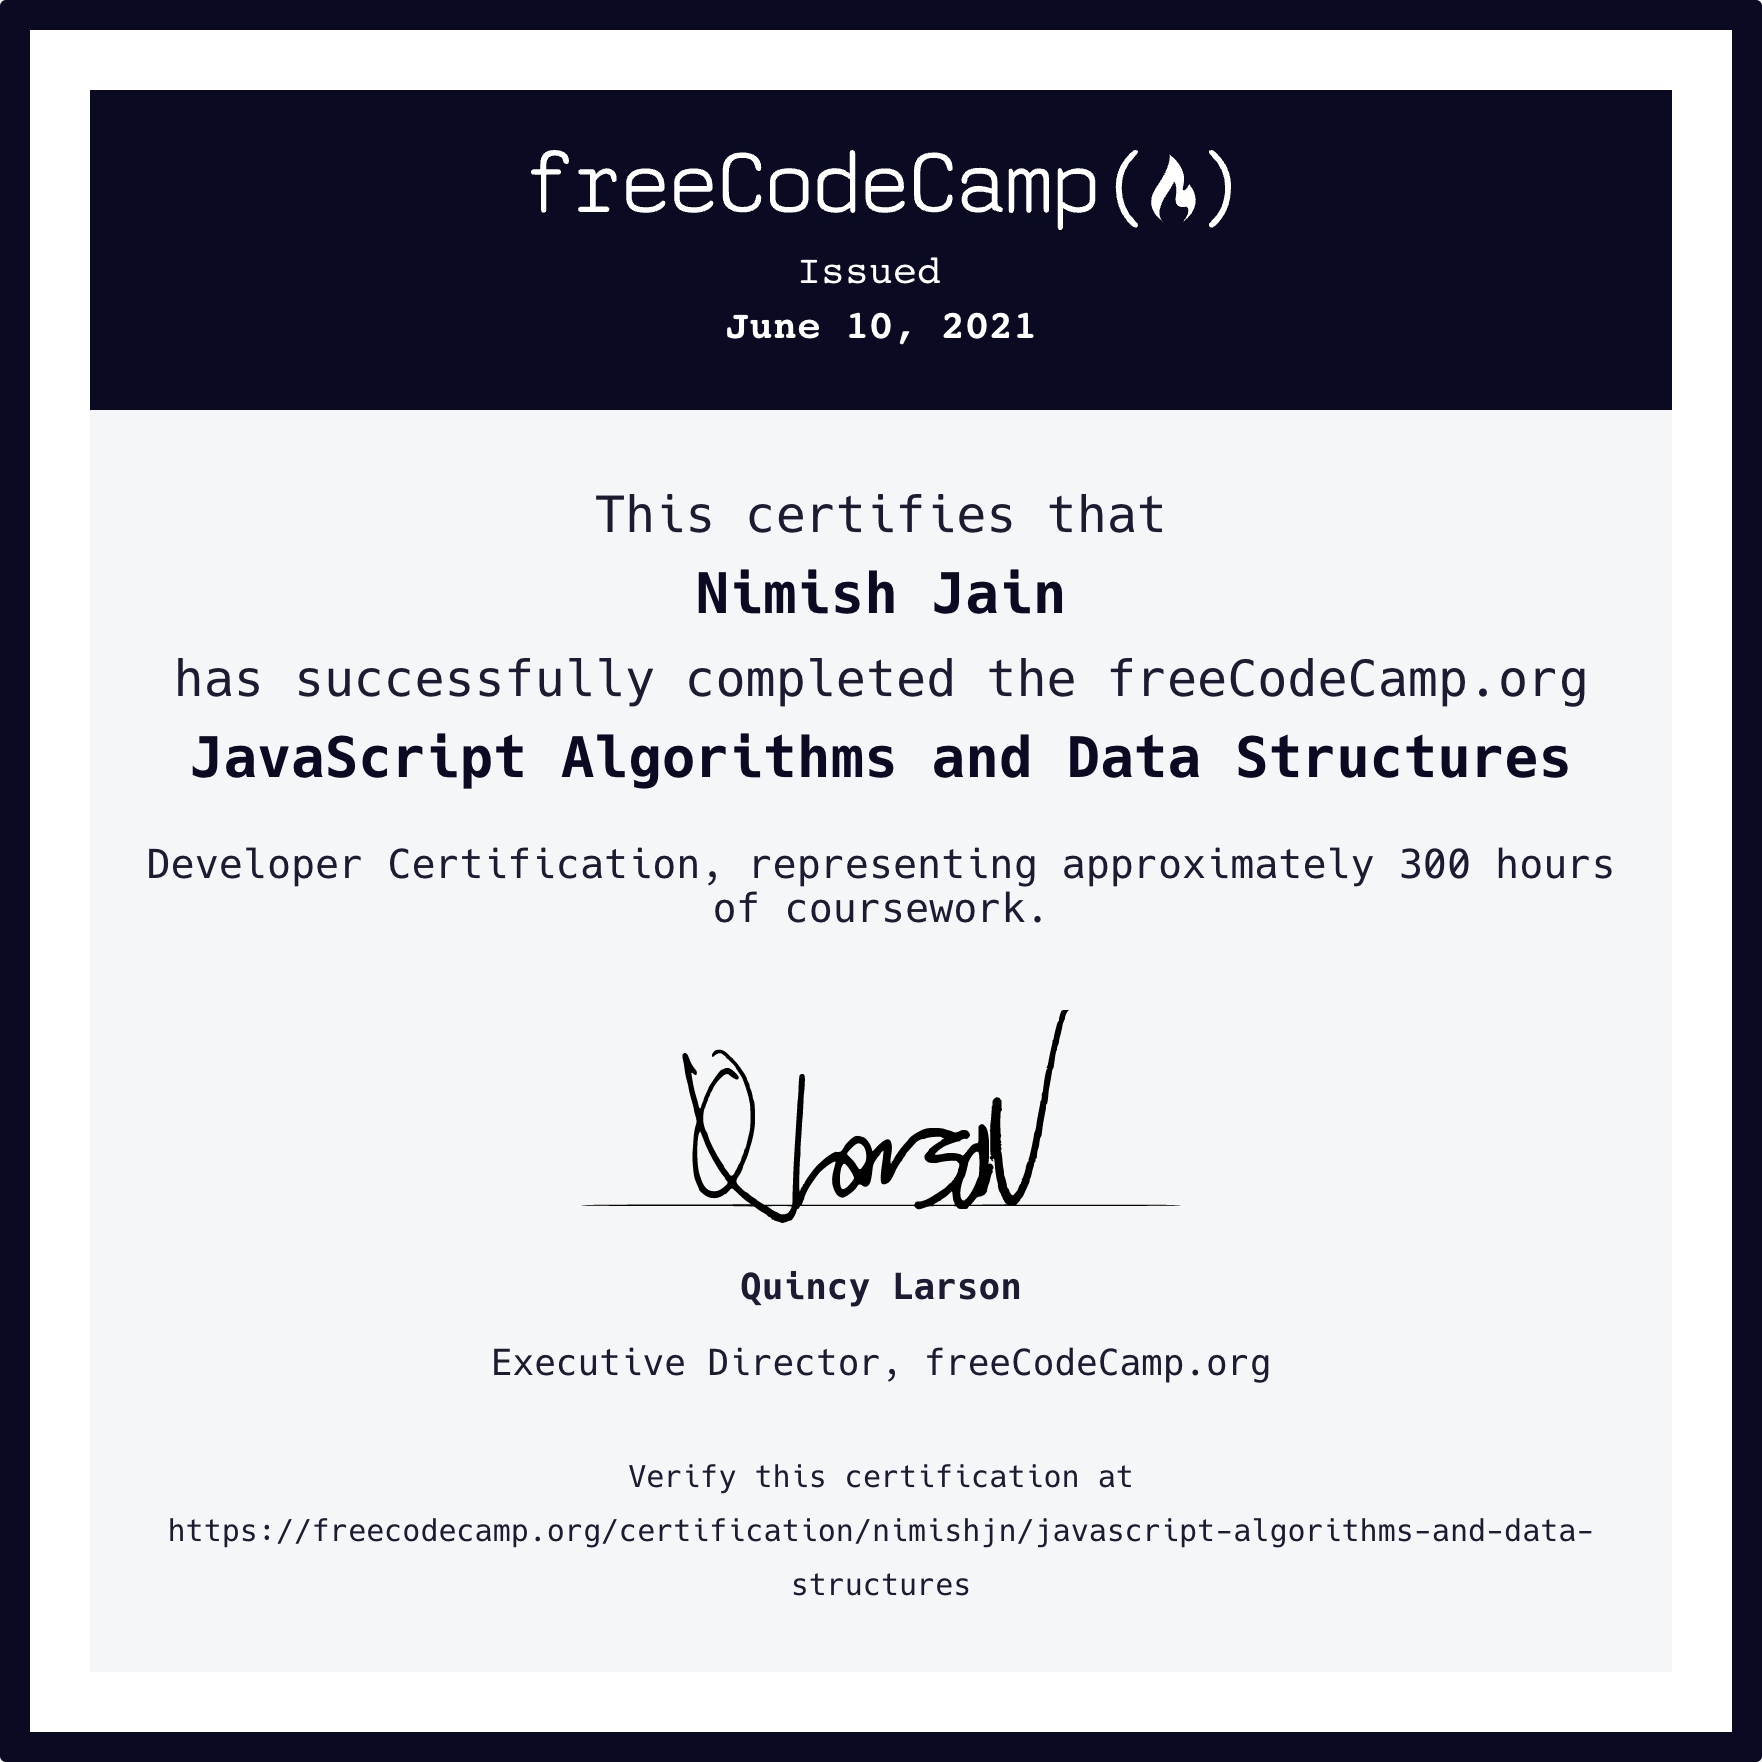 freeCodeCamp(🔥)
Issued
June 10, 2021
This certifies that
Nimish Jain
has successfully completed the freeCodeCamp.org
JavaScript Algorithms and Data Structures
Developer Certification, representing approximately 300 hours
of coursework.
QLarson
Quincy Larson
Executive Director, freeCodeCamp.org
Verify this certification at
https://freecodecamp.org/certification/nimishjn/javascript-algorithms-and-data-
structures